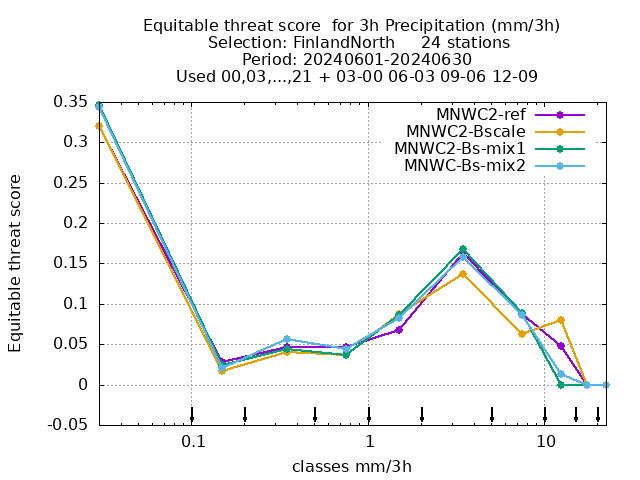 Equitable threat score  for 3h Precipitation (mm/3h)
Selection: FinlandNorth     24 stations
Period: 20240601-20240630
Used 00,03,...,21 + 03-00 06-03 09-06 12-09
0.35
0.3
0.25
0.2
0.15
0.1
0.05
0
-0.05
Equitable threat score
MNWC2-ref
MNWC2-Bscale
MNWC2-Bs-mix1
MNWC-Bs-mix2
0.1 1 10
classes mm/3h